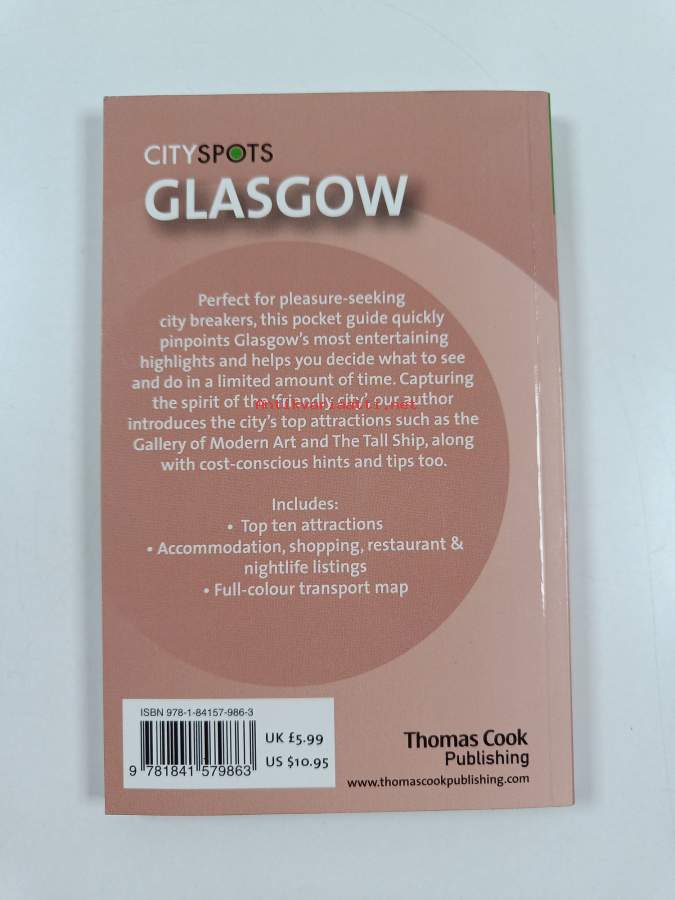 CITYSPOTS
GLASGOW
Perfect for pleasure-seeking
city breakers, this pocket guide quickly
pinpoints Glasgow's most entertaining
highlights and helps you decide what to see
and do in a limited amount of time. Capturing
the spirit of the 'friendly city' our author
Antikvariaatti.net
introduces the city's top attractions such as the
Gallery of Modern Art and The Tall Ship, along
with cost-conscious hints and tips too.
Includes:
• Top ten attractions
• Accommodation, shopping, restaurant &
nightlife listings
• Full-colour transport map
ISBN 978-1-84157-986-3
9 781841 579863
UK £5.99
US $10.95
Thomas Cook
Publishing
www.thomascookpublishing.com